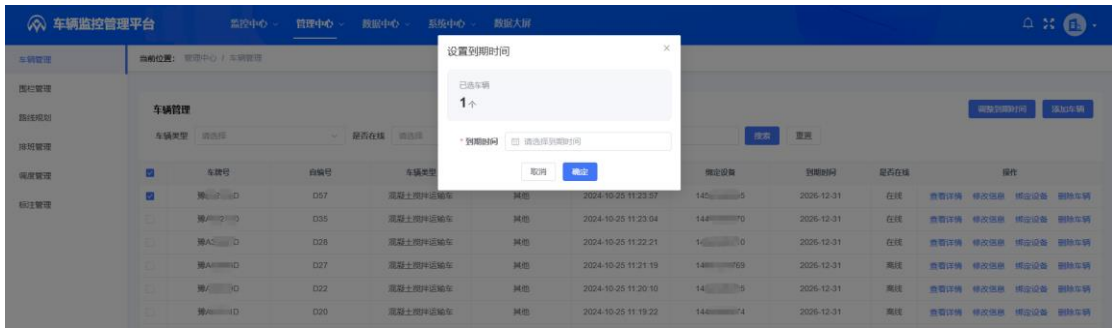 车辆监控管理平台 监控中心 管理中心 数据中心 系统中心 数据大屏
车辆管理
围栏管理
路线规划
排班管理
调度管理
标注管理
当前位置： 管理中心 / 车辆管理
设置到期时间
已选车辆
1个
* 到期时间 请选择到期时间
取消 确定
车辆管理 调整到期时间 添加车辆
车辆类型 请选择 是否在线 请选择 搜索 重置
车牌号 自编号 车辆类型 绑定设备 到期时间 是否在线 操作
D57 混凝土搅拌运输车 其他 2024-10-25 11:23:57 2026-12-31 在线 查看详情 修改信息 绑定设备 删除车辆
D35 混凝土搅拌运输车 其他 2024-10-25 11:23:04 2026-12-31 在线 查看详情 修改信息 绑定设备 删除车辆
D28 混凝土搅拌运输车 其他 2024-10-25 11:22:21 2026-12-31 在线 查看详情 修改信息 绑定设备 删除车辆
D27 混凝土搅拌运输车 其他 2024-10-25 11:21:19 2026-12-31 离线 查看详情 修改信息 绑定设备 删除车辆
D22 混凝土搅拌运输车 其他 2024-10-25 11:20:10 2026-12-31 离线 查看详情 修改信息 绑定设备 删除车辆
D20 混凝土搅拌运输车 其他 2024-10-25 11:19:22 2026-12-31 离线 查看详情 修改信息 绑定设备 删除车辆